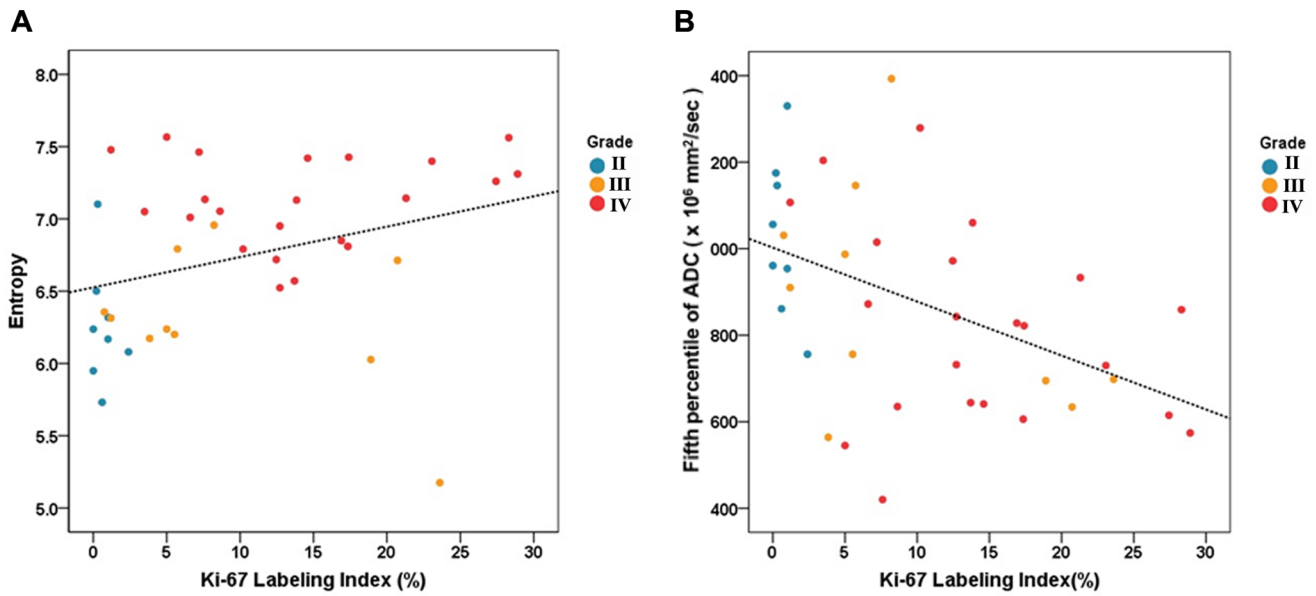 A
8.0
7.5
7.0
6.5
6.0
5.5
5.0
Entropy
0 5 10 15 20 25 30
Ki-67 Labeling Index (%)
Grade
II
III
IV
B
400
200
000
800
600
400
Fifth percentile of ADC ( x 10⁶ mm²/sec )
0 5 10 15 20 25 30
Ki-67 Labeling Index(%)
Grade
II
III
IV